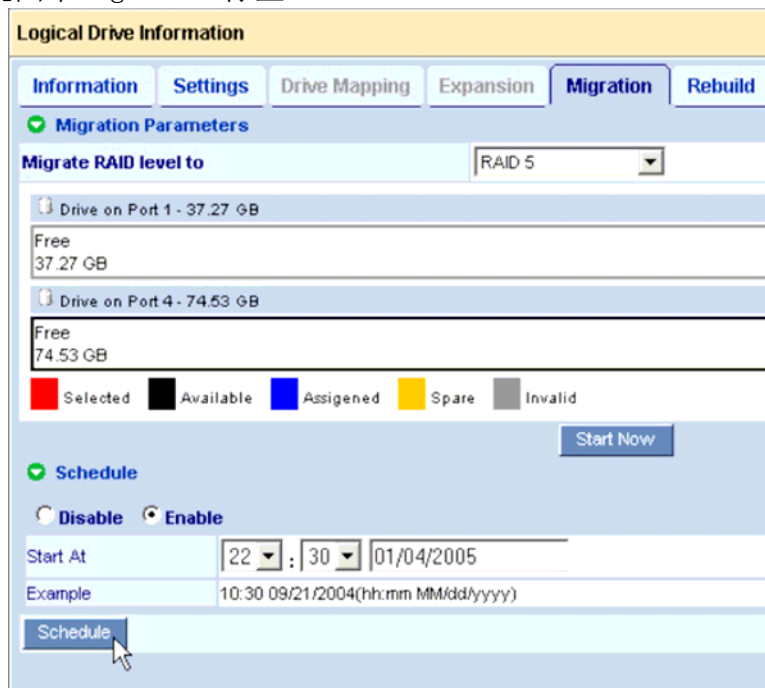 Logical Drive Information
Information Settings Drive Mapping Expansion Migration Rebuild
Migration Parameters
Migrate RAID level to RAID 5
Drive on Port 1 - 37.27 GB
Free
37.27 GB
Drive on Port 4 - 74.53 GB
Free
74.53 GB
Selected Available Assigened Spare Invalid
Start Now
Schedule
Disable Enable
Start At 22 : 30 01/04/2005
Example 10:30 09/21/2004(hh:mm MM/dd/yyyy)
Schedule